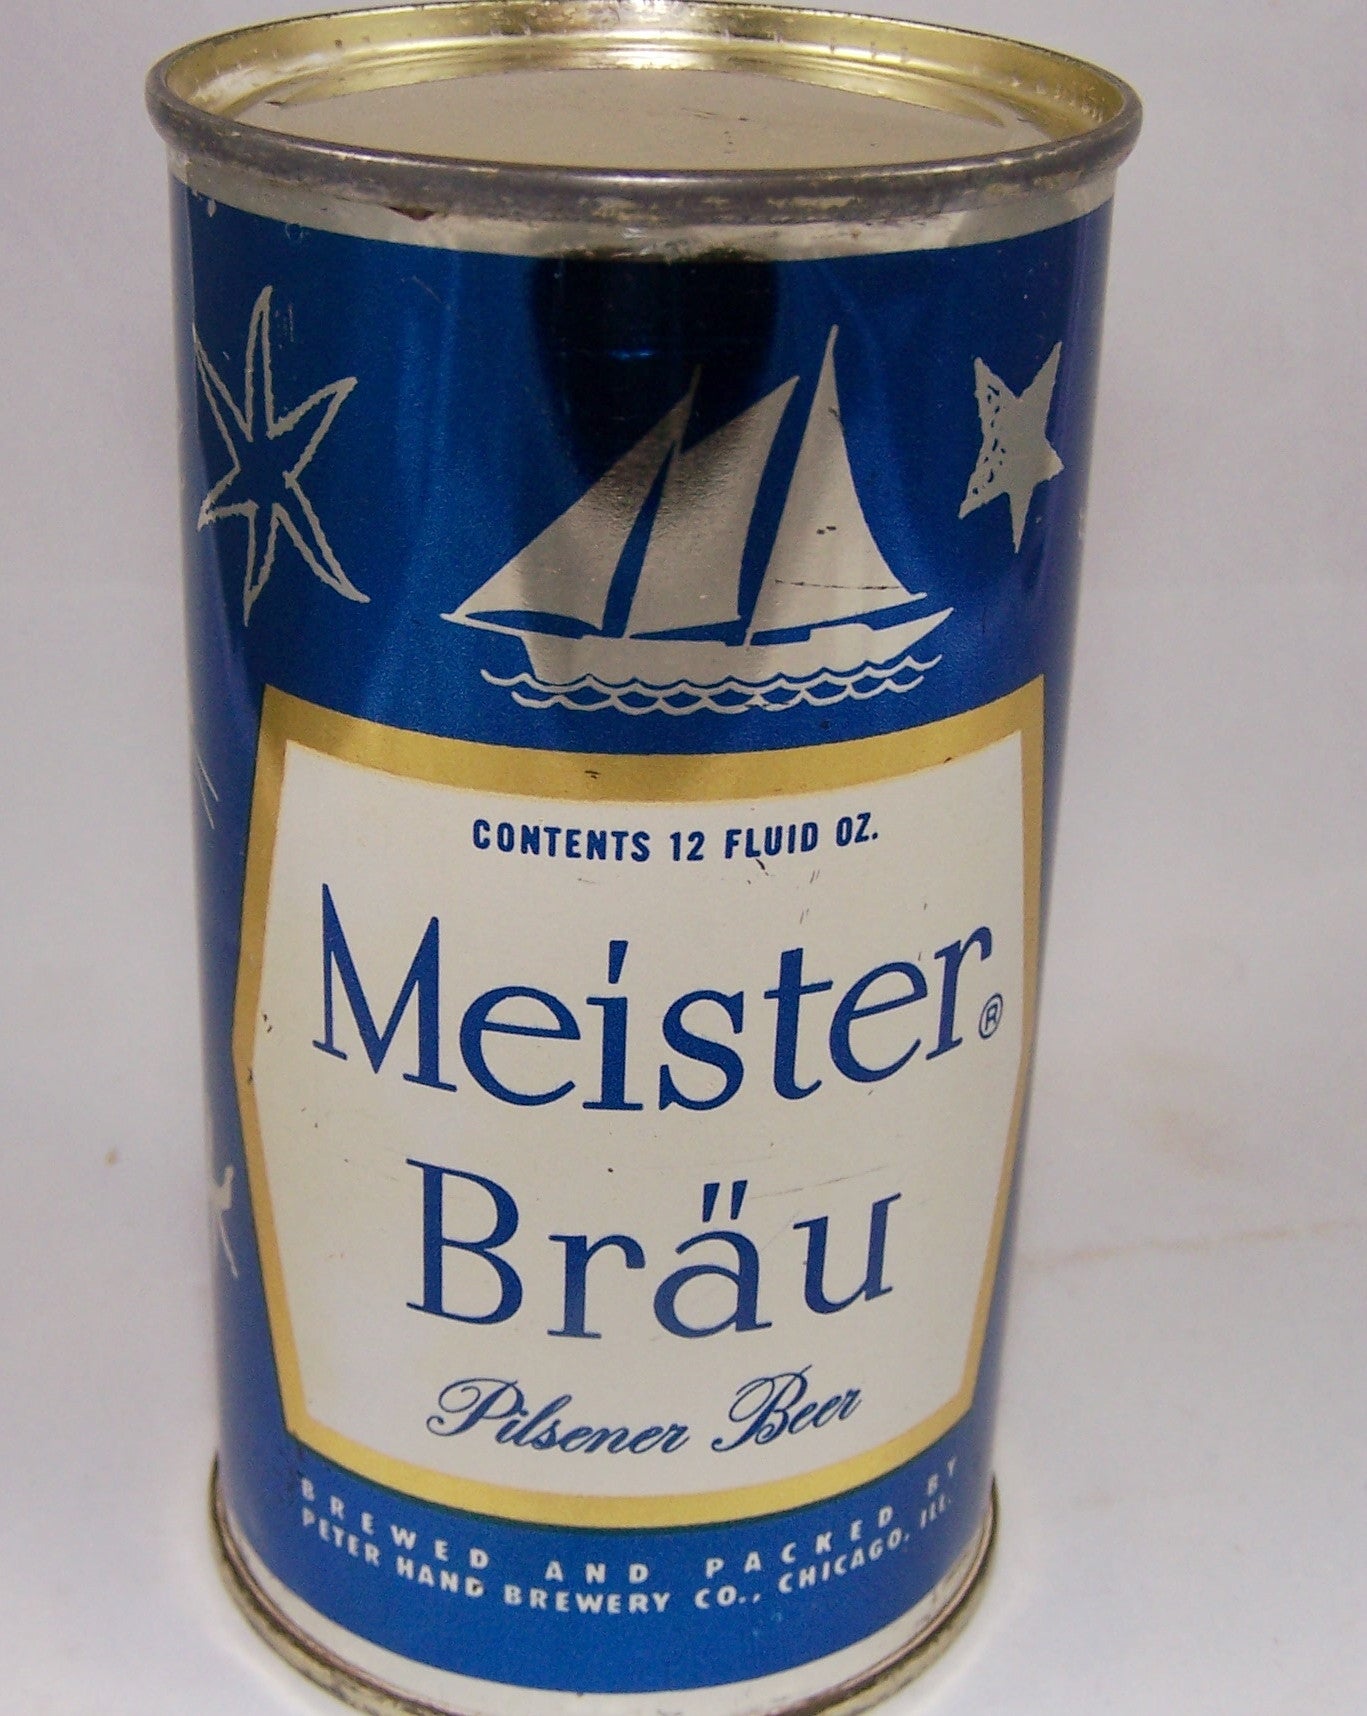 CONTENTS 12 FLUID OZ.
Meister®
Bräu
Pilsener Beer
BREWED AND PACKED BY
PETER HAND BREWERY CO., CHICAGO, ILL.